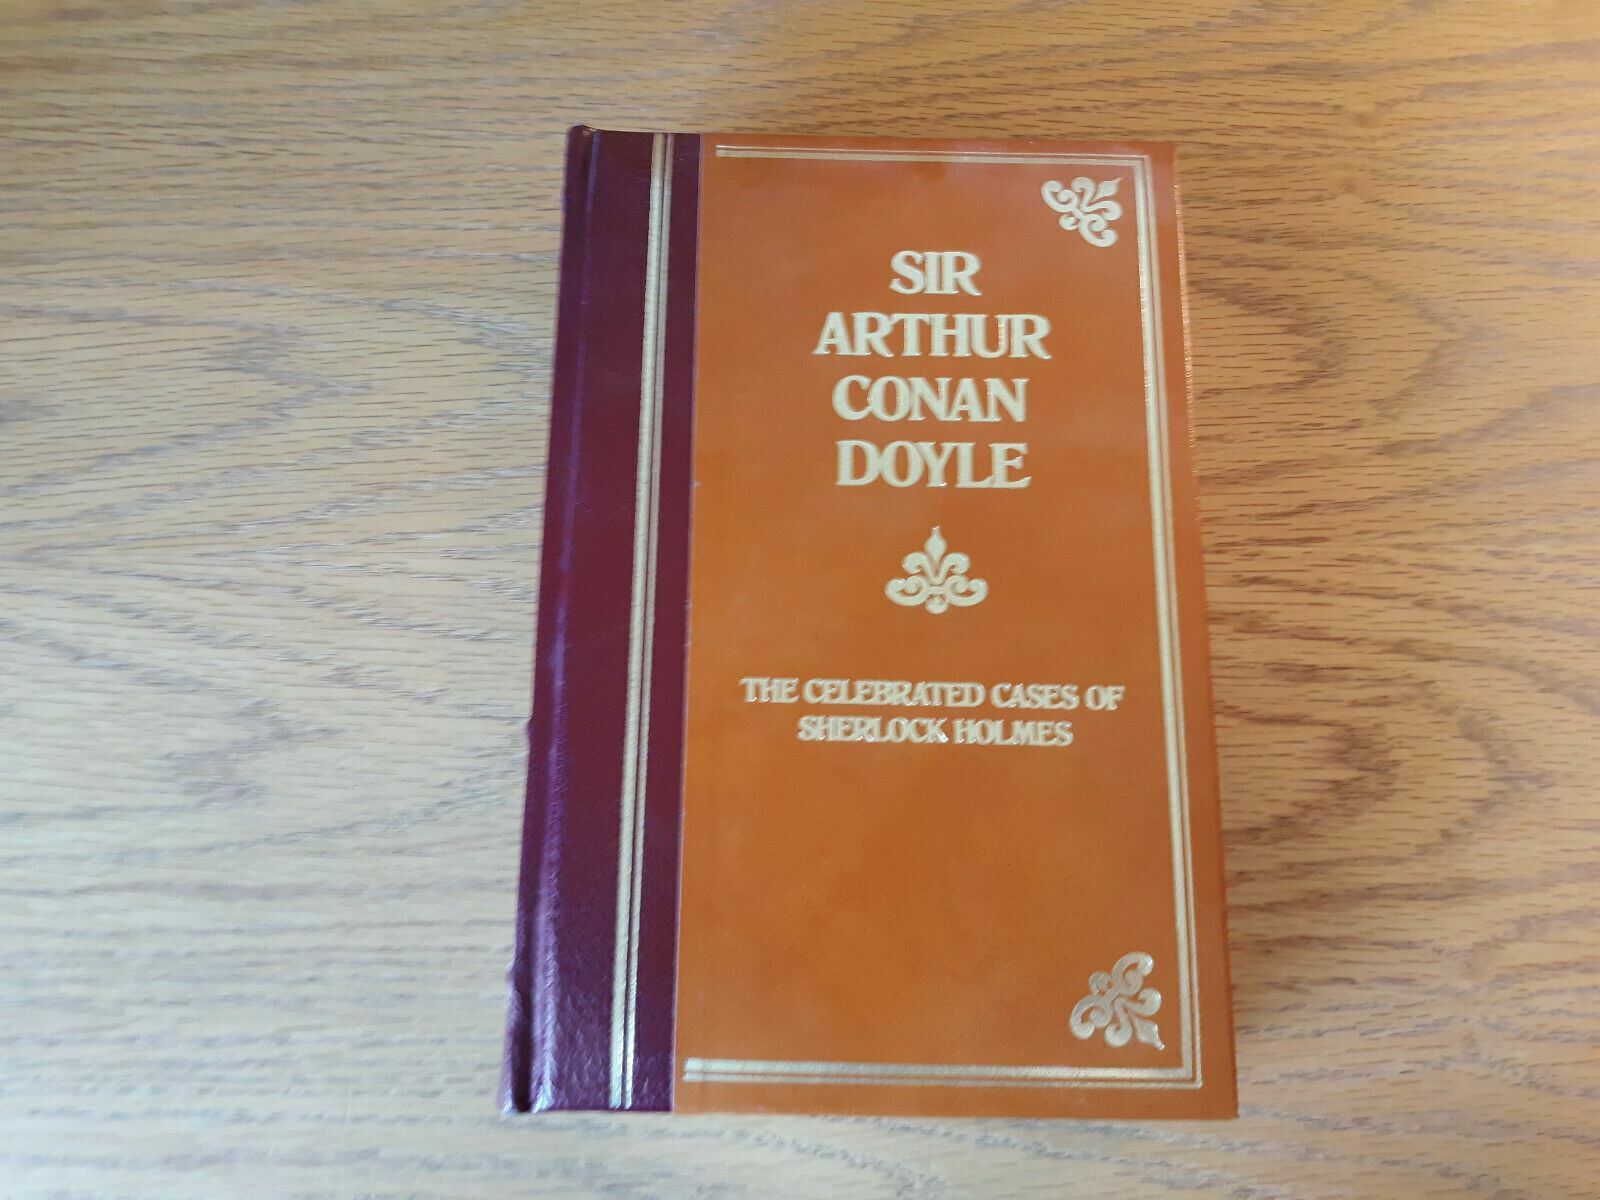 SIR
ARTHUR
CONAN
DOYLE
THE CELEBRATED CASES OF
SHERLOCK HOLMES